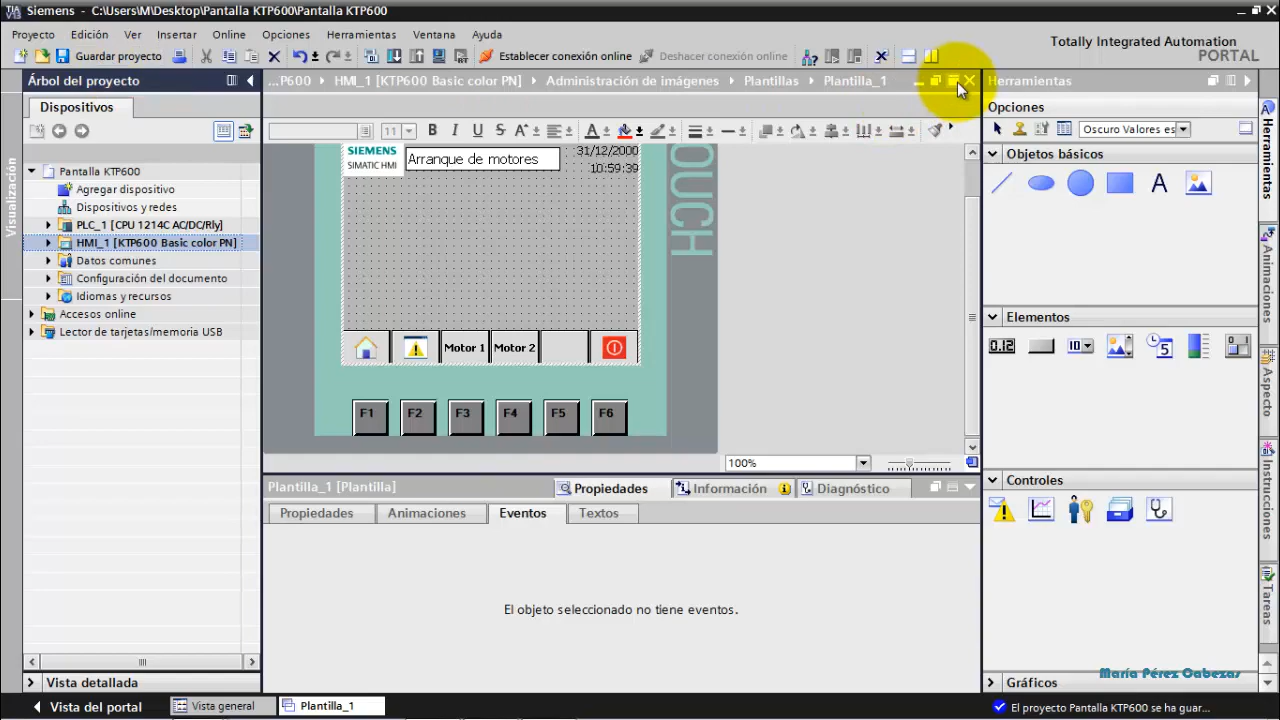 Siemens - C:\Users\M\Desktop\Pantalla KTP600\Pantalla KTP600
Proyecto Edición Ver Insertar Online Opciones Herramientas Ventana Ayuda
Totally Integrated Automation
PORTAL
Guardar proyecto
Establecer conexión online
Deshacer conexión online
Árbol del proyecto
...P600 HMI_1 [KTP600 Basic color PN] Administración de imágenes Plantillas Plantilla_1
Herramientas
Dispositivos
Opciones
11
B I U S A A
Oscuro Valores es
Visualización
Pantalla KTP600
Agregar dispositivo
Dispositivos y redes
PLC_1 [CPU 1214C AC/DC/Rly]
HMI_1 [KTP600 Basic color PN]
Datos comunes
Configuración del documento
Idiomas y recursos
Accesos online
Lector de tarjetas/memoria USB
SIEMENS
SIMATIC HMI
Arranque de motores
31/12/2000
10:59:39
OUCH
Motor 1 Motor 2
F1 F2 F3 F4 F5 F6
100%
Objetos básicos
A
Elementos
0.12 10 5
Controles
Gráficos
Herramientas
Animaciones
Aspecto
Instrucciones
Tareas
Plantilla_1 [Plantilla]
Propiedades Información Diagnóstico
Propiedades Animaciones Eventos Textos
El objeto seleccionado no tiene eventos.
María Pérez Cabezas
Vista detallada
Vista del portal Vista general Plantilla_1
El proyecto Pantalla KTP600 se ha guar...